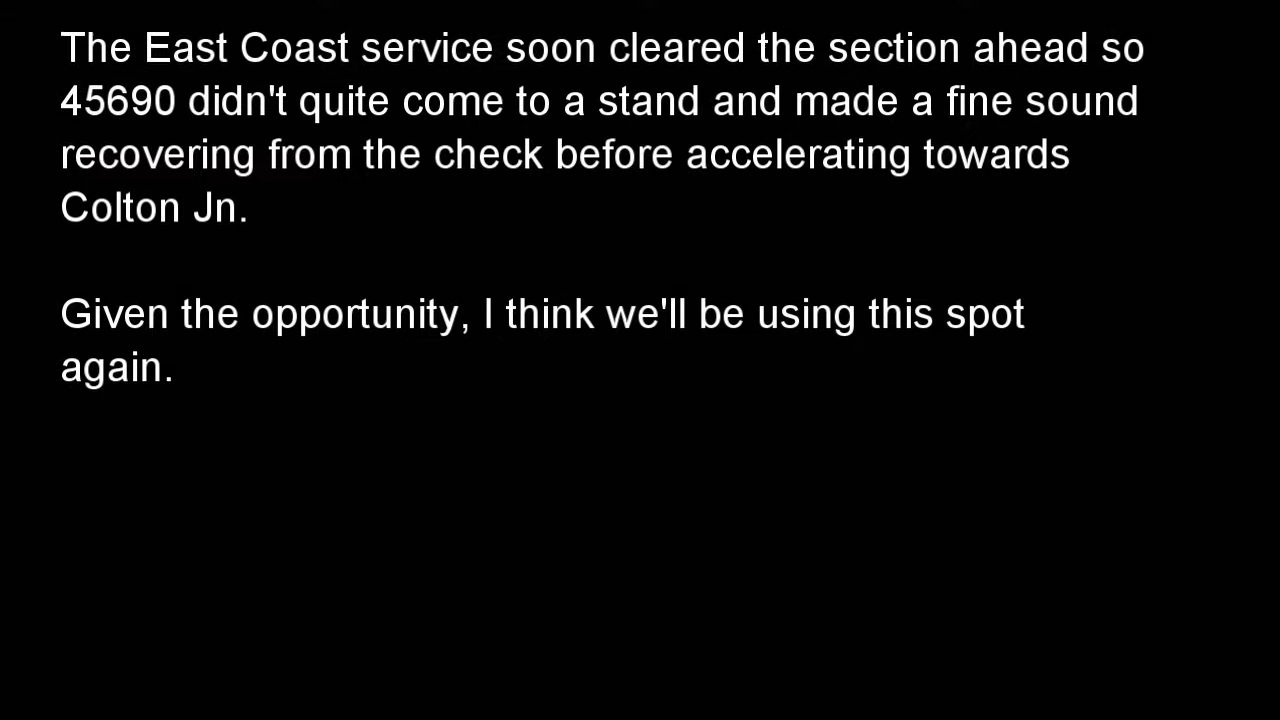 The East Coast service soon cleared the section ahead so
45690 didn't quite come to a stand and made a fine sound
recovering from the check before accelerating towards
Colton Jn.
Given the opportunity, I think we'll be using this spot
again.